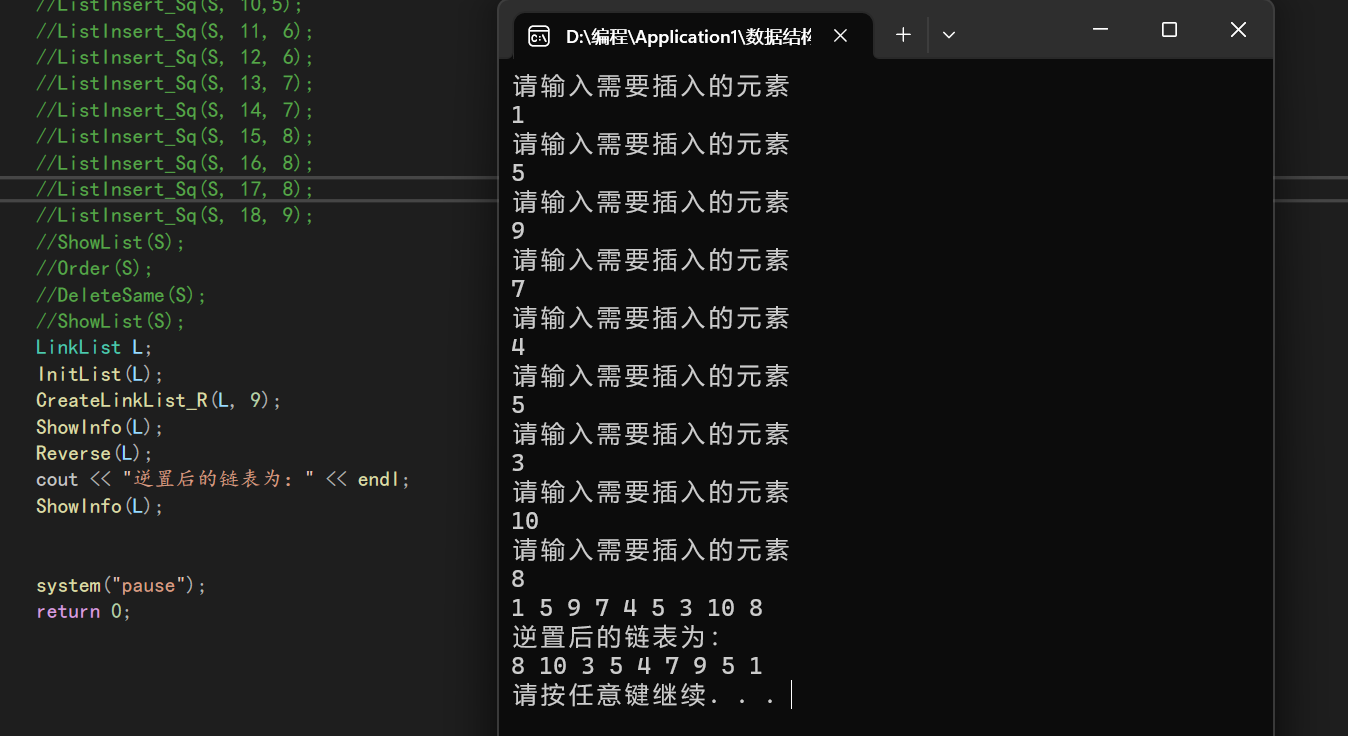 //ListInsert_Sq(S, 10,5);
//ListInsert_Sq(S, 11, 6);
//ListInsert_Sq(S, 12, 6);
//ListInsert_Sq(S, 13, 7);
//ListInsert_Sq(S, 14, 7);
//ListInsert_Sq(S, 15, 8);
//ListInsert_Sq(S, 16, 8);
//ListInsert_Sq(S, 17, 8);
//ListInsert_Sq(S, 18, 9);
//ShowList(S);
//Order(S);
//DeleteSame(S);
//ShowList(S);
LinkList L;
InitList(L);
CreateLinkList_R(L, 9);
ShowInfo(L);
Reverse(L);
cout << "逆置后的链表为：" << endl;
ShowInfo(L);
system("pause");
return 0;
D:\编程\Application1\数据结构
请输入需要插入的元素
1
请输入需要插入的元素
5
请输入需要插入的元素
9
请输入需要插入的元素
7
请输入需要插入的元素
4
请输入需要插入的元素
5
请输入需要插入的元素
3
请输入需要插入的元素
10
请输入需要插入的元素
8
1 5 9 7 4 5 3 10 8
逆置后的链表为：
8 10 3 5 4 7 9 5 1
请按任意键继续. . .